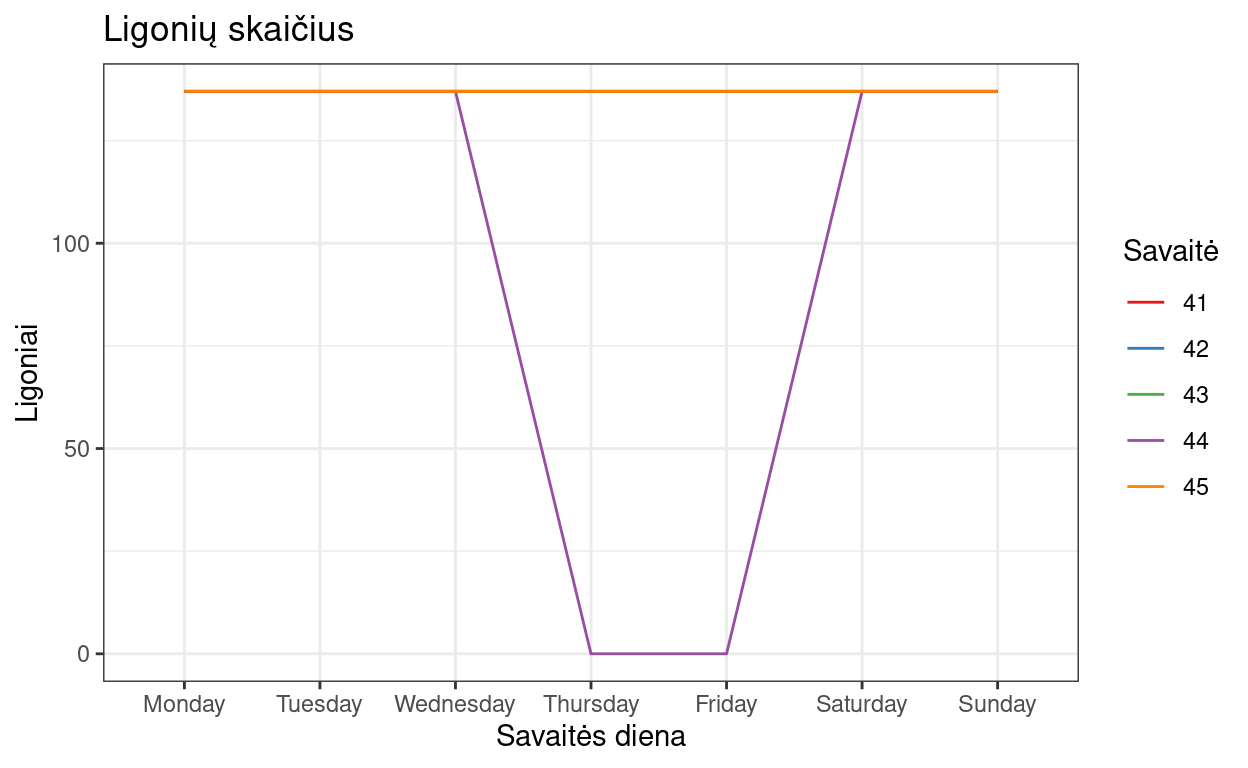 Ligonių skaičius
Ligoniai
100
50
0
Monday Tuesday Wednesday Thursday Friday Saturday Sunday
Savaitės diena
Savaitė
41
42
43
44
45